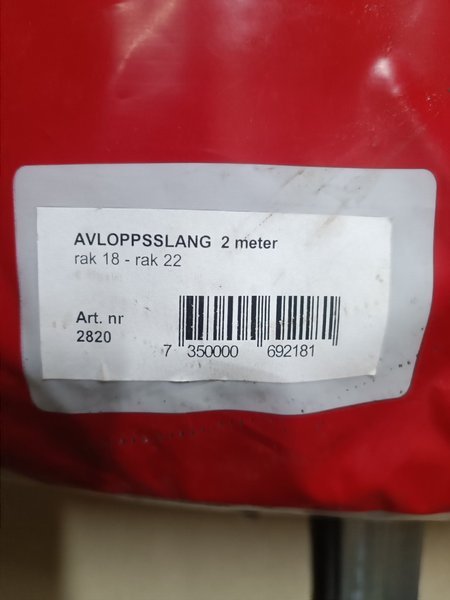 AVLOPPSSLANG 2 meter
rak 18 - rak 22
Art. nr
2820
7 350000 692181